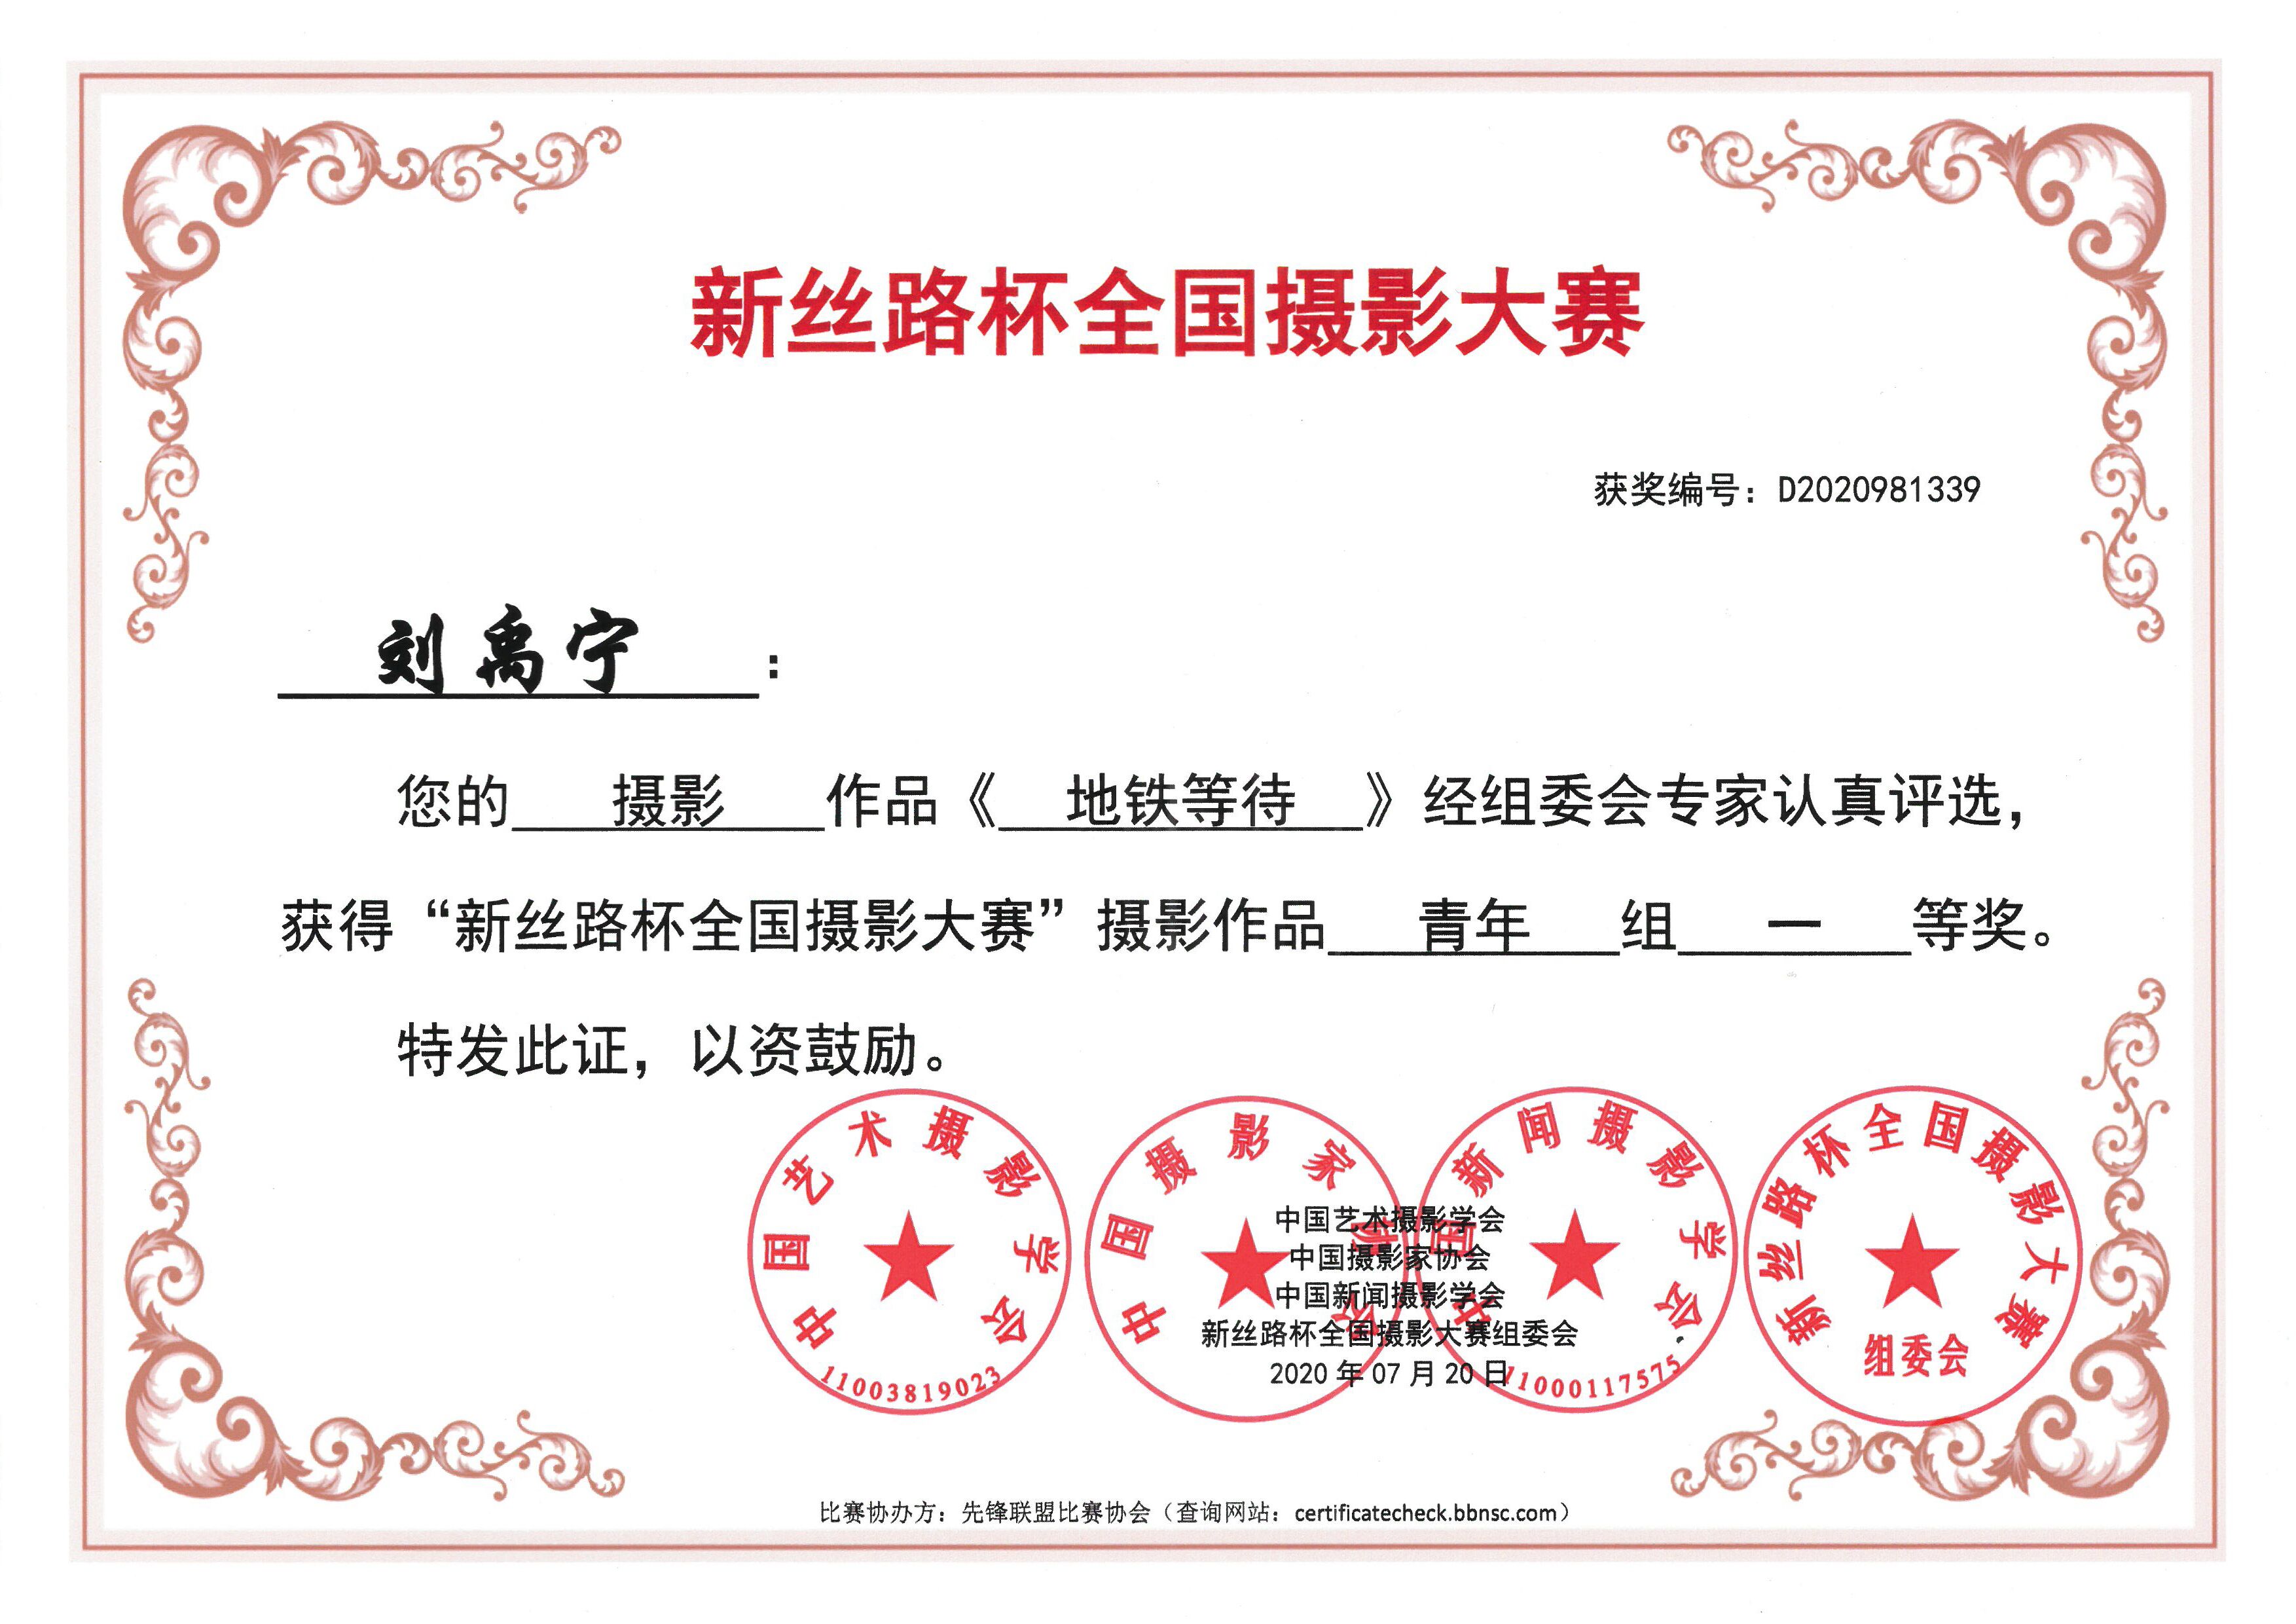 新丝路杯全国摄影大赛
获奖编号：D2020981339
刘禹宁：
您的 摄影 作品《 地铁等待 》经组委会专家认真评选，
获得“新丝路杯全国摄影大赛”摄影作品 青年 组 一 等奖。
特发此证，以资鼓励。
中国艺术摄影学会
11003819023
中国摄影家协会
中国新闻摄影学会
11000117575
新丝路杯全国摄影大赛
组委会
中国艺术摄影学会
中国摄影家协会
中国新闻摄影学会
新丝路杯全国摄影大赛组委会
2020 年 07 月 20 日
比赛协办方：先锋联盟比赛协会（查询网站：certificatecheck.bbnsc.com）